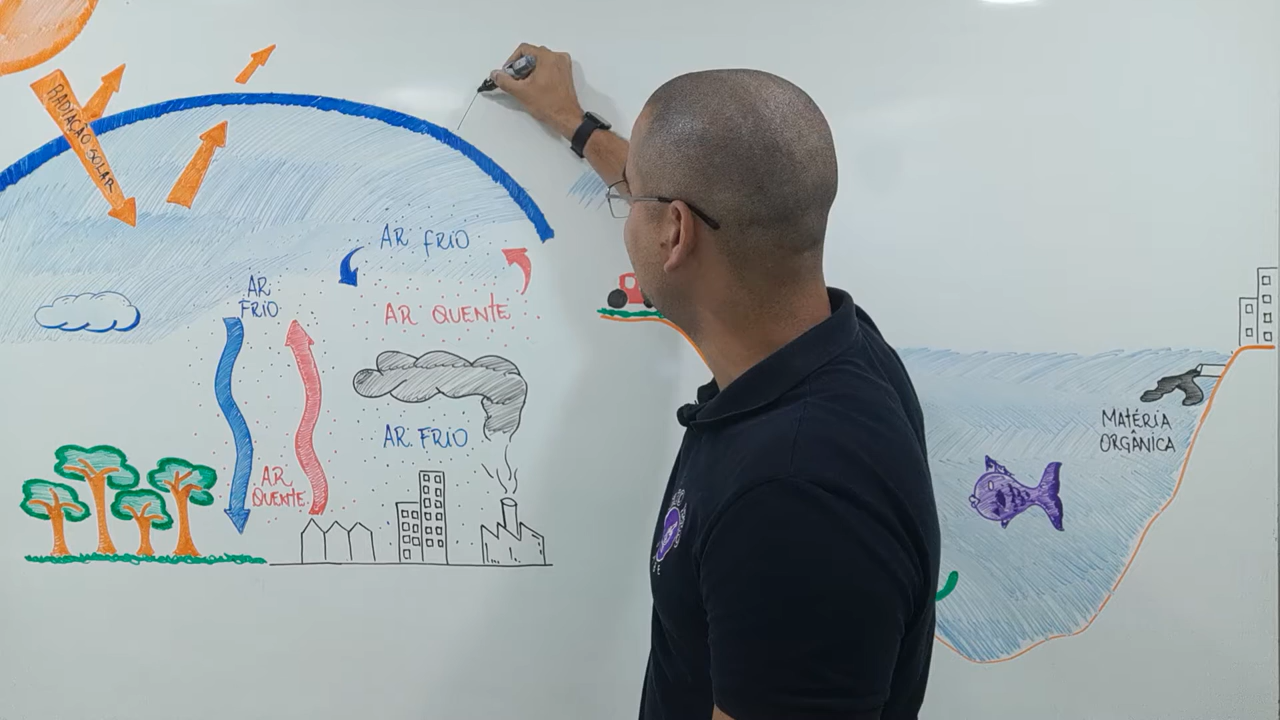 RADIAÇÃO SOLAR
AR FRIO
AR
FRIO
AR QUENTE
AR FRIO
AR
QUENTE
MATÉRIA
ORGÂNICA